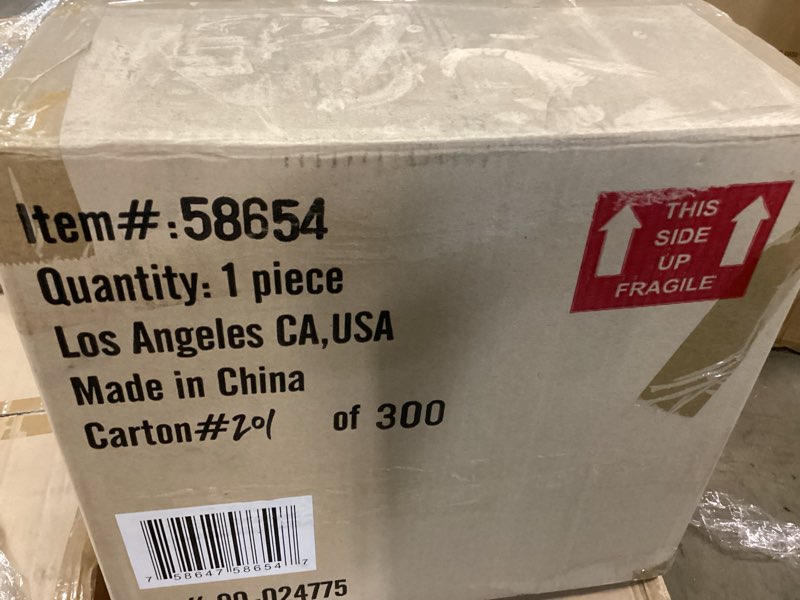 Item#:58654
Quantity: 1 piece
Los Angeles CA,USA
Made in China
Carton#201 of 300
THIS
SIDE
UP
FRAGILE
7 58647 58654 7
024775